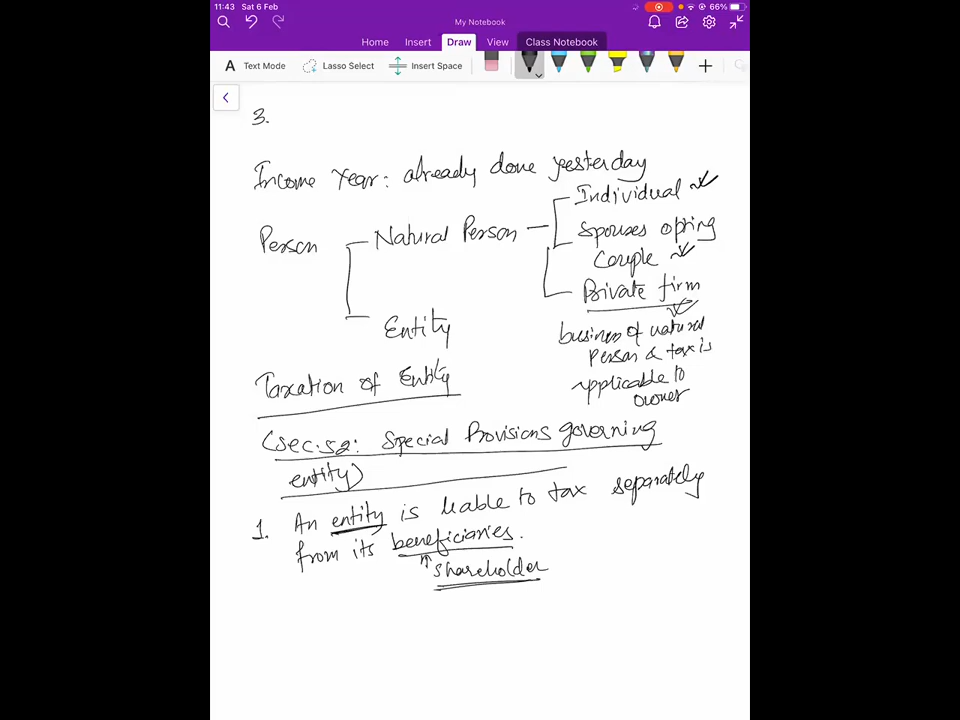 11:43 Sat 6 Feb
66%
My Notebook
Home Insert Draw View Class Notebook
A Text Mode Lasso Select Insert Space
3.
Income Year: already done yesterday
Person
Natural Person
Individual
Spouses opting
Couple
Private firm
business of natural
person & tax is
applicable to
owner
Entity
Taxation of Entity
(Sec:52: Special Provisions governing
entity)
1. An entity is liable to tax separately
from its beneficiaries.
shareholder